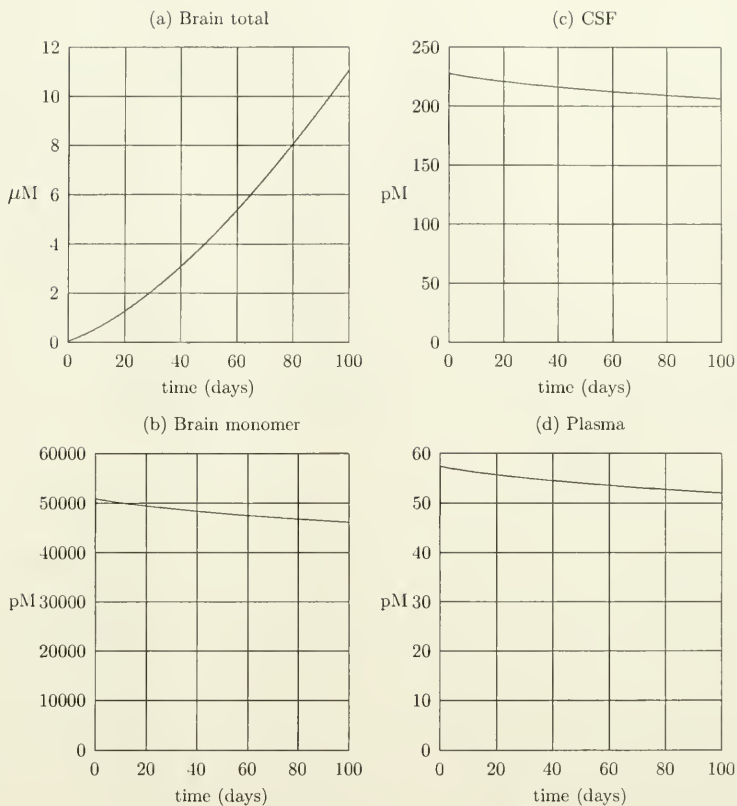 (a) Brain total
12
10
8
6
4
2
0
μM
0 20 40 60 80 100
time (days)
(c) CSF
250
200
150
100
50
0
pM
0 20 40 60 80 100
time (days)
(b) Brain monomer
60000
50000
40000
30000
20000
10000
0
pM
0 20 40 60 80 100
time (days)
(d) Plasma
60
50
40
30
20
10
0
pM
0 20 40 60 80 100
time (days)